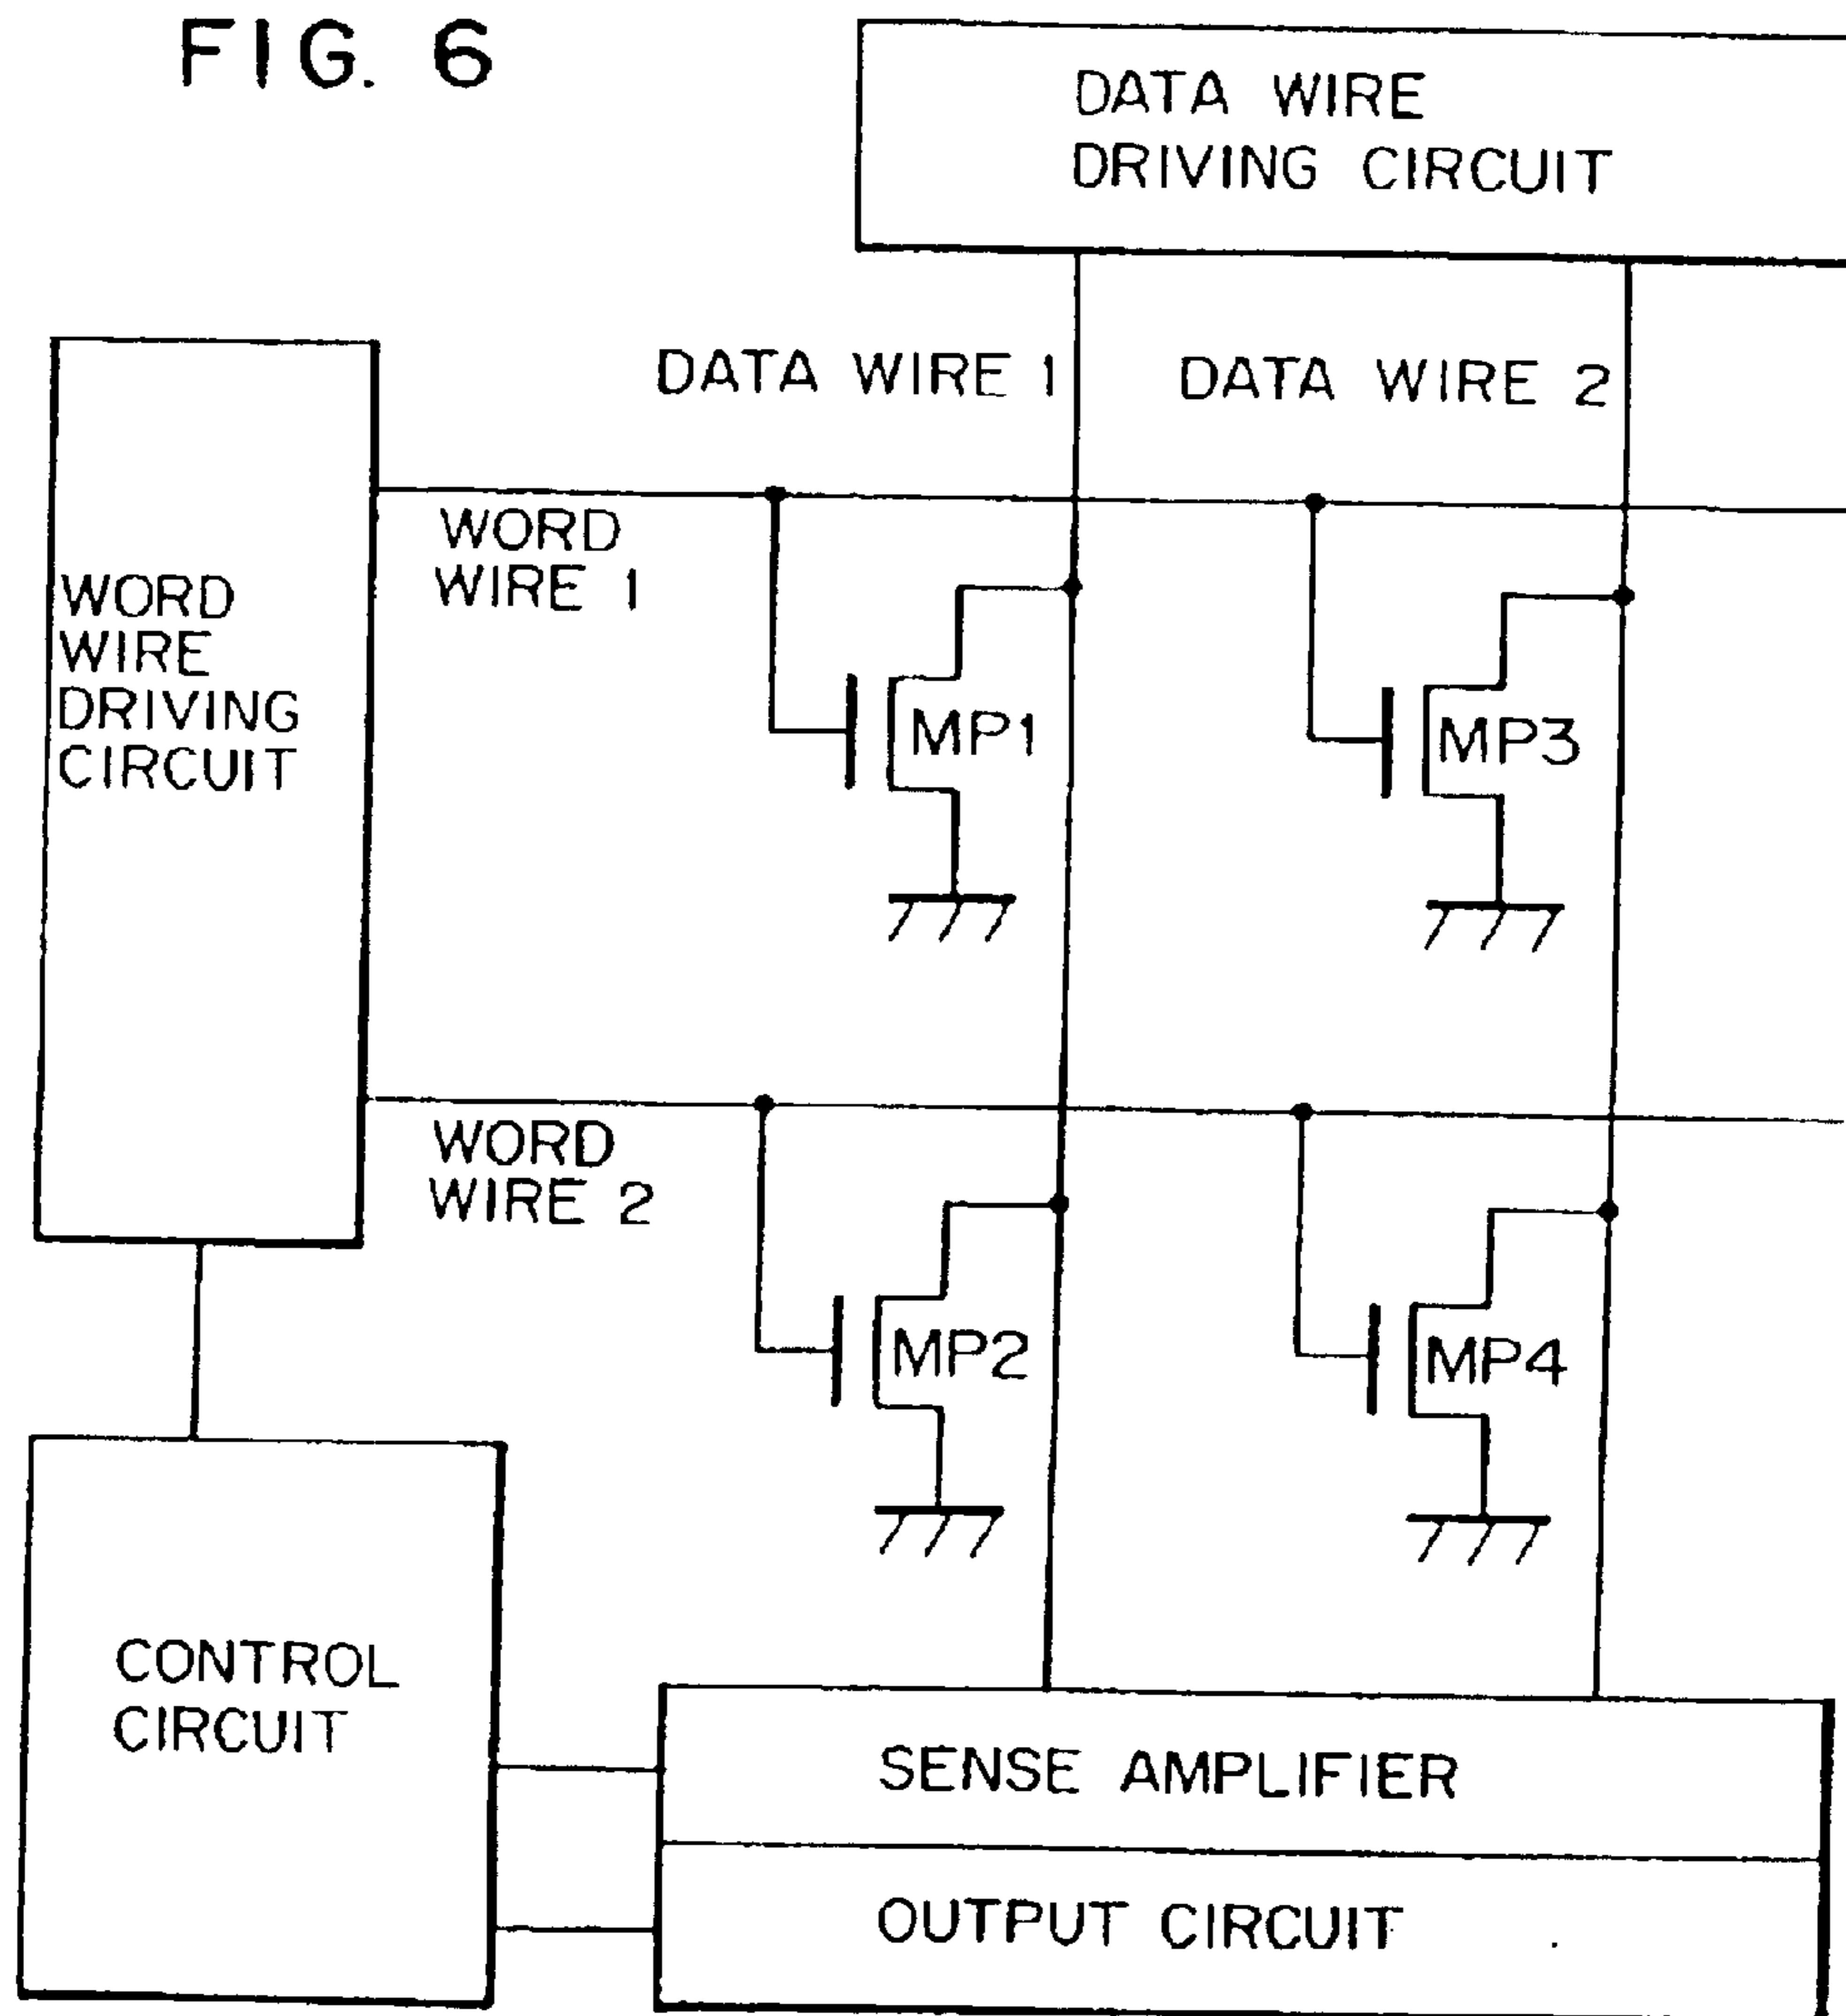 FIG. 6
DATA WIRE
DRIVING CIRCUIT
DATA WIRE 1
DATA WIRE 2
WORD
WIRE 1
WORD
WIRE
DRIVING
CIRCUIT
MP1
MP3
WORD
WIRE 2
MP2
MP4
CONTROL
CIRCUIT
SENSE AMPLIFIER
OUTPUT CIRCUIT